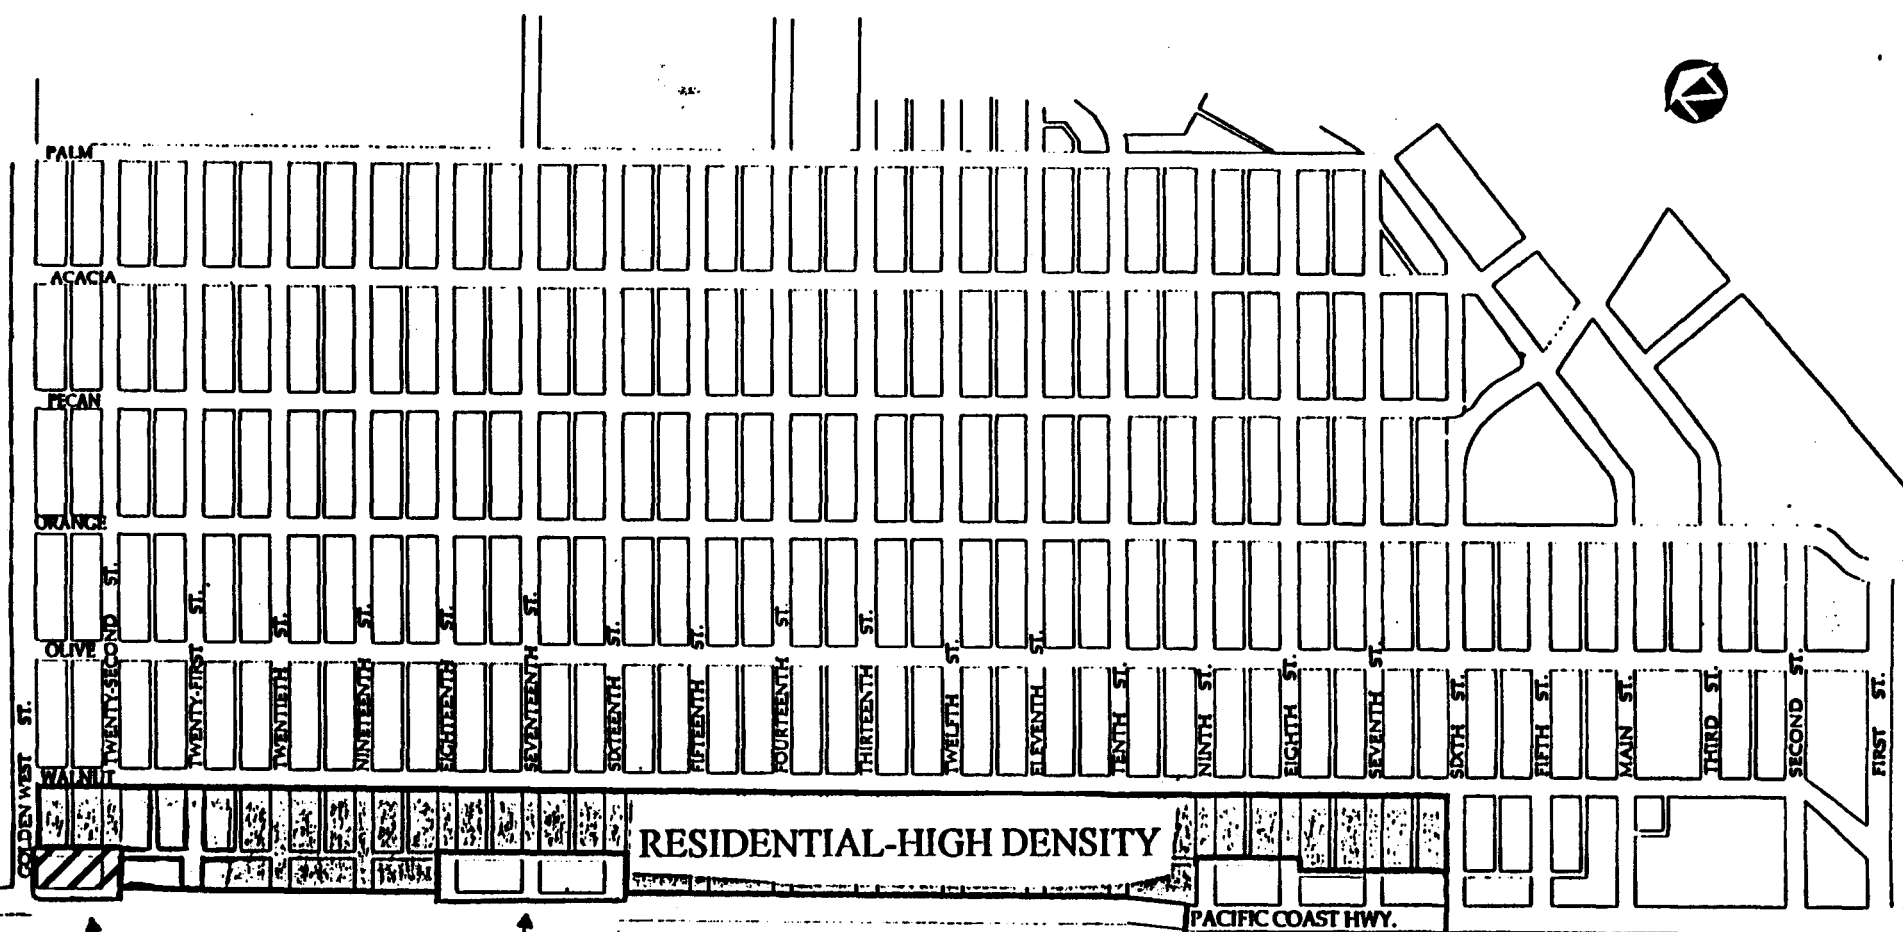 PALM
ACACIA
PECAN
ORANGE
OLIVE
WALNUT
GOLDEN WEST ST.
TWENTY-SECOND ST.
TWENTY-FIRST ST.
TWENTIETH ST.
NINETEENTH ST.
EIGHTEENTH ST.
SEVENTEENTH ST.
SIXTEENTH ST.
FIFTEENTH ST.
FOURTEENTH ST.
THIRTEENTH ST.
TWELFTH ST.
ELEVENTH ST.
TENTH ST.
NINTH ST.
EIGHTH ST.
SEVENTH ST.
SIXTH ST.
FIFTH ST.
MAIN ST.
THIRD ST.
SECOND ST.
FIRST ST.
RESIDENTIAL-HIGH DENSITY
PACIFIC COAST HWY.